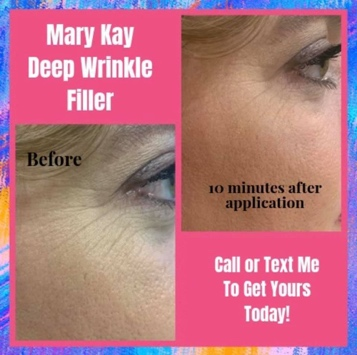 Mary Kay
Deep Wrinkle
Filler
Before
10 minutes after
application
Call or Text Me
To Get Yours
Today!